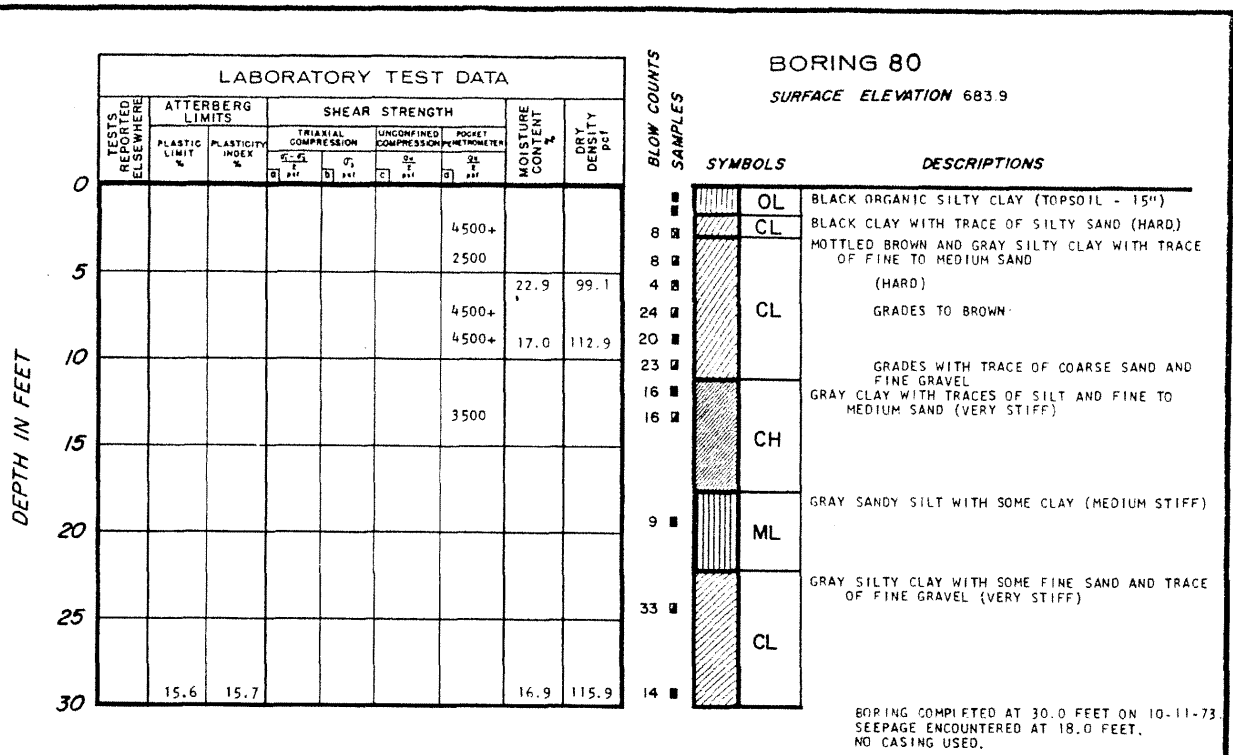 LABORATORY TEST DATA
TESTS REPORTED ELSEWHERE
ATTERBERG LIMITS
SHEAR STRENGTH
MOISTURE CONTENT %
DRY DENSITY pcf
BLOW COUNTS
SAMPLES
PLASTIC LIMIT %
PLASTICITY INDEX %
TRIAXIAL COMPRESSION
UNCONFINED COMPRESSION
POCKET PENETROMETER
a
b
c
d
BORING 80
SURFACE ELEVATION 683.9
SYMBOLS
DESCRIPTIONS
DEPTH IN FEET
0
OL BLACK ORGANIC SILTY CLAY (TOPSOIL - 15")
4500+ 8 CL BLACK CLAY WITH TRACE OF SILTY SAND (HARD)
2500 8 MOTTLED BROWN AND GRAY SILTY CLAY WITH TRACE
OF FINE TO MEDIUM SAND
5
22.9 99.1 4 (HARD)
4500+ 24 CL GRADES TO BROWN
4500+ 17.0 112.9 20
10
23 GRADES WITH TRACE OF COARSE SAND AND
FINE GRAVEL
16 GRAY CLAY WITH TRACES OF SILT AND FINE TO
3500 16 MEDIUM SAND (VERY STIFF)
15
CH
GRAY SANDY SILT WITH SOME CLAY (MEDIUM STIFF)
20
9 ML
GRAY SILTY CLAY WITH SOME FINE SAND AND TRACE
33 OF FINE GRAVEL (VERY STIFF)
25
CL
30 15.6 15.7 16.9 115.9 14
BORING COMPLETED AT 30.0 FEET ON 10-11-73.
SEEPAGE ENCOUNTERED AT 18.0 FEET.
NO CASING USED.